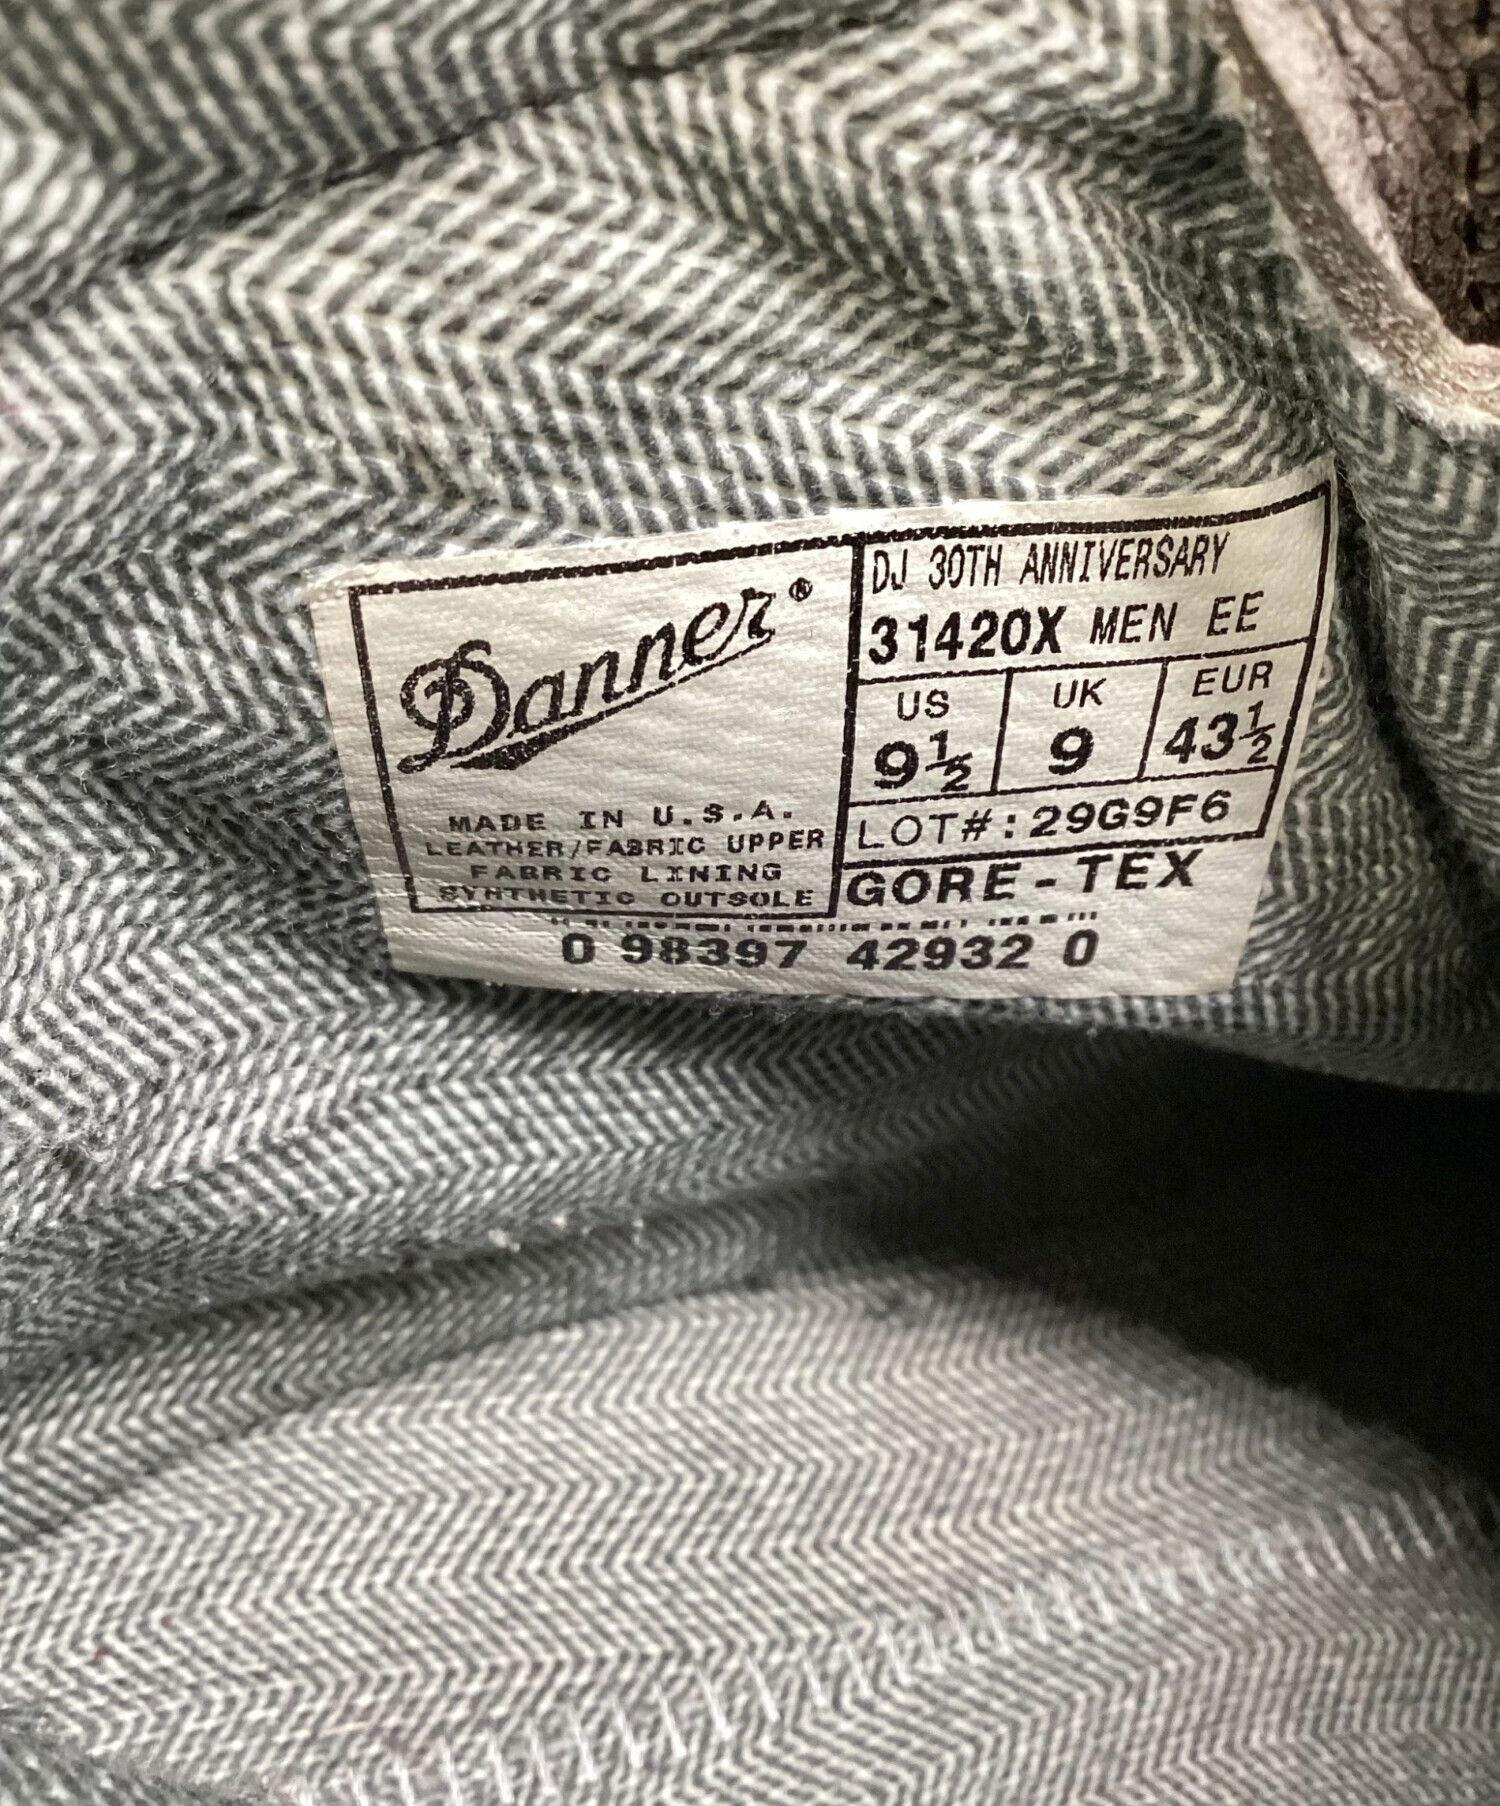 Danner®
MADE IN U.S.A.
LEATHER/FABRIC UPPER
FABRIC LINING
SYNTHETIC OUTSOLE
DJ 30TH ANNIVERSARY
31420X MEN EE
US UK EUR
9½ 9 43½
LOT#:29G9F6
GORE-TEX
0 98397 42932 0